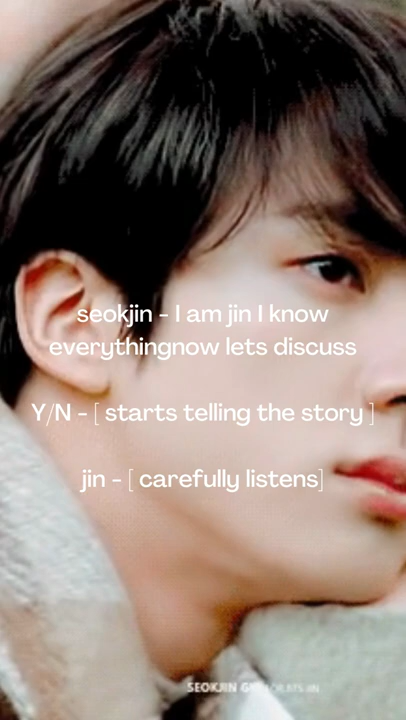 seokjin - I am jin I know
everythingnow lets discuss
Y/N - [ starts telling the story ]
jin - [ carefully listens]
SEOKJIN